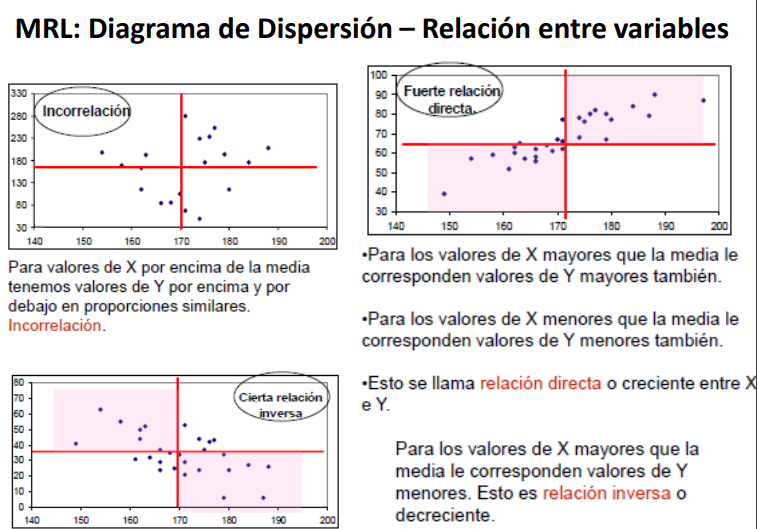 MRL: Diagrama de Dispersión – Relación entre variables
330
280
230
180
130
80
30
140 150 160 170 180 190 200
Incorrelación
Para valores de X por encima de la media
tenemos valores de Y por encima y por
debajo en proporciones similares.
Incorrelación.
100
90
80
70
60
50
40
30
140 150 160 170 180 190 200
Fuerte relación
directa.
•Para los valores de X mayores que la media le
corresponden valores de Y mayores también.
•Para los valores de X menores que la media le
corresponden valores de Y menores también.
•Esto se llama relación directa o creciente entre X
e Y.
80
70
60
50
40
30
20
10
0
140 150 160 170 180 190 200
Cierta relación
inversa
Para los valores de X mayores que la
media le corresponden valores de Y
menores. Esto es relación inversa o
decreciente.